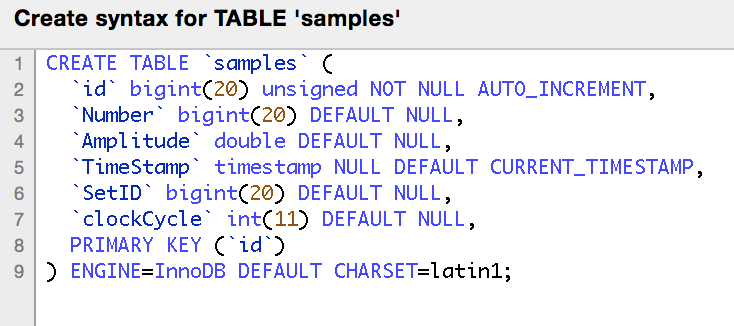 Create syntax for TABLE 'samples'
1 CREATE TABLE `samples` (
2 `id` bigint(20) unsigned NOT NULL AUTO_INCREMENT,
3 `Number` bigint(20) DEFAULT NULL,
4 `Amplitude` double DEFAULT NULL,
5 `TimeStamp` timestamp NULL DEFAULT CURRENT_TIMESTAMP,
6 `SetID` bigint(20) DEFAULT NULL,
7 `clockCycle` int(11) DEFAULT NULL,
8 PRIMARY KEY (`id`)
9 ) ENGINE=InnoDB DEFAULT CHARSET=latin1;